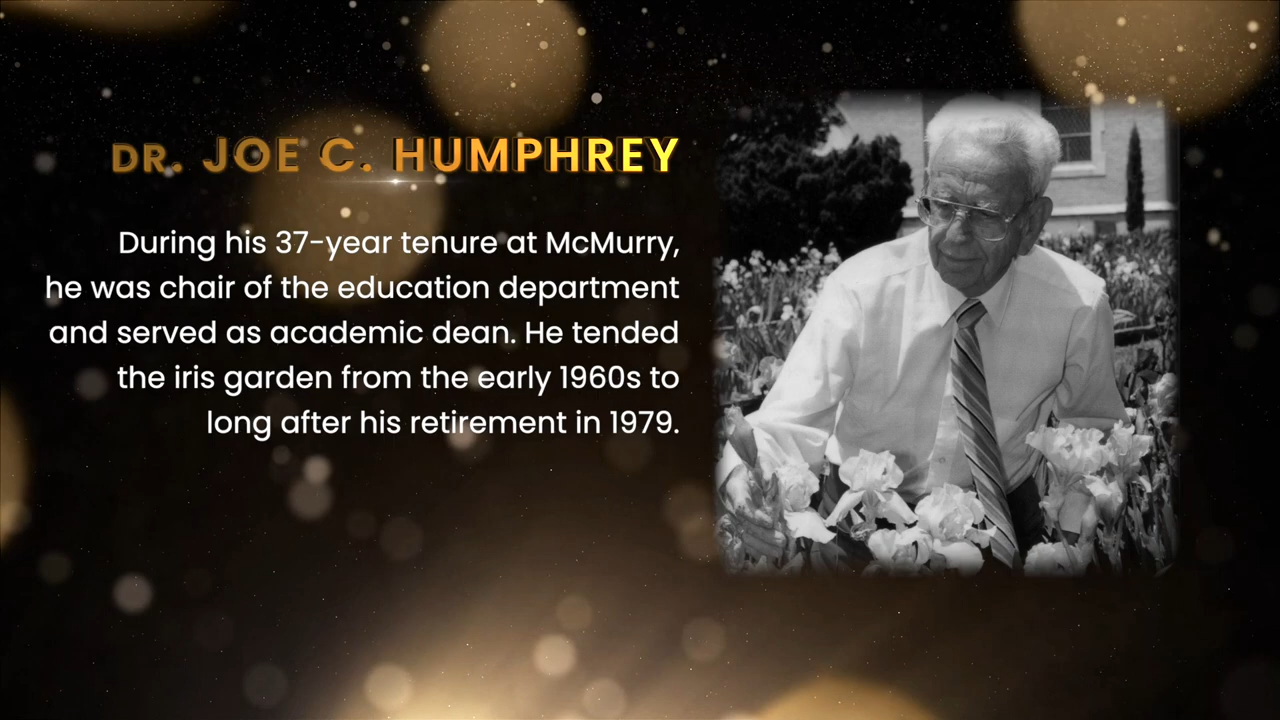 DR. JOE C. HUMPHREY
During his 37-year tenure at McMurry,
he was chair of the education department
and served as academic dean. He tended
the iris garden from the early 1960s to
long after his retirement in 1979.